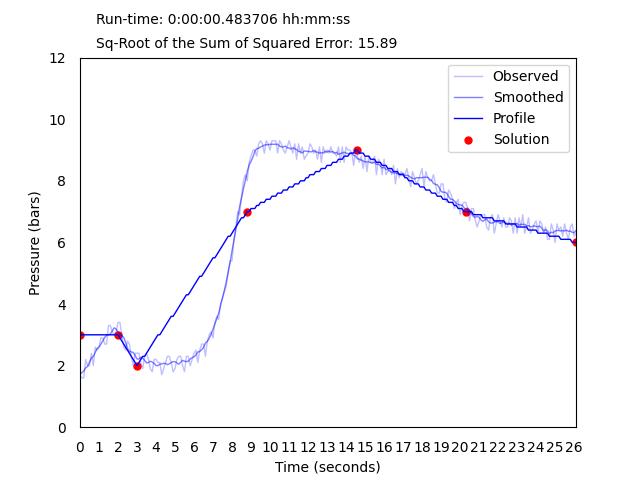 Run-time: 0:00:00.483706 hh:mm:ss
Sq-Root of the Sum of Squared Error: 15.89
12
10
8
6
4
2
0
Pressure (bars)
Observed
Smoothed
Profile
Solution
0 1 2 3 4 5 6 7 8 9 10 11 12 13 14 15 16 17 18 19 20 21 22 23 24 25 26
Time (seconds)